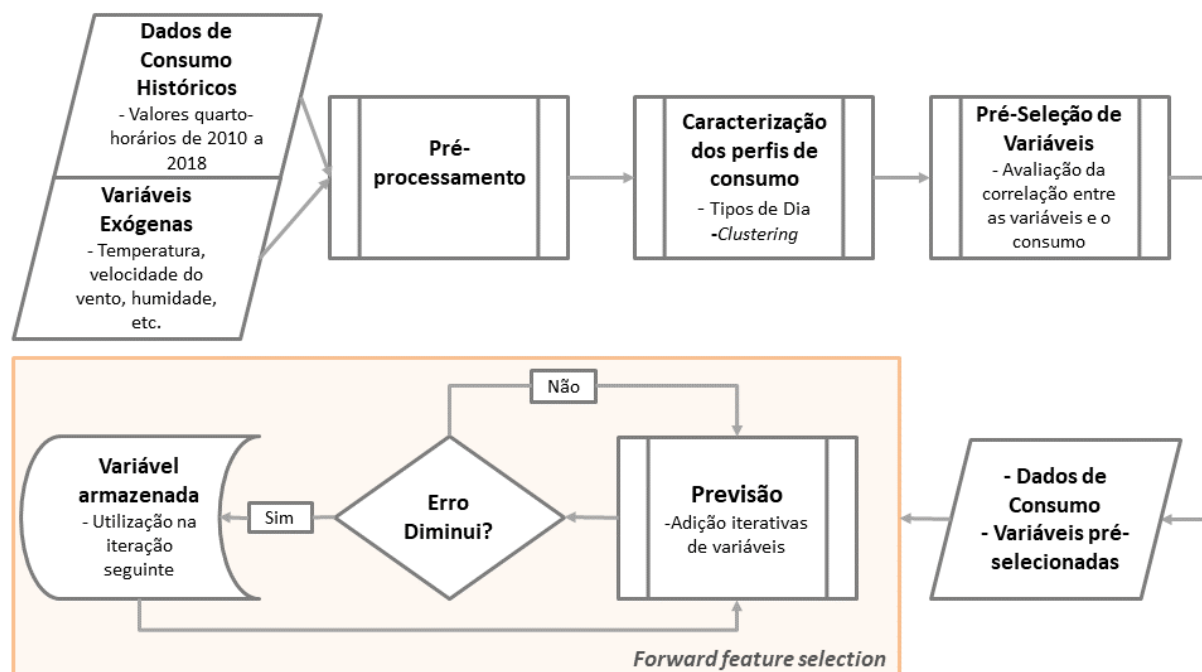 Dados de
Consumo
Históricos
- Valores quarto-
horários de 2010 a
2018
Variáveis
Exógenas
- Temperatura,
velocidade do
vento, humidade,
etc.
Pré-
processamento
Caracterização
dos perfis de
consumo
- Tipos de Dia
-Clustering
Pré-Seleção de
Variáveis
- Avaliação da
correlação entre
as variáveis e o
consumo
- Dados de
Consumo
- Variáveis pré-
selecionadas
Previsão
-Adição iterativas
de variáveis
Erro
Diminui?
Não
Sim
Variável
armazenada
- Utilização na
iteração
seguinte
Forward feature selection